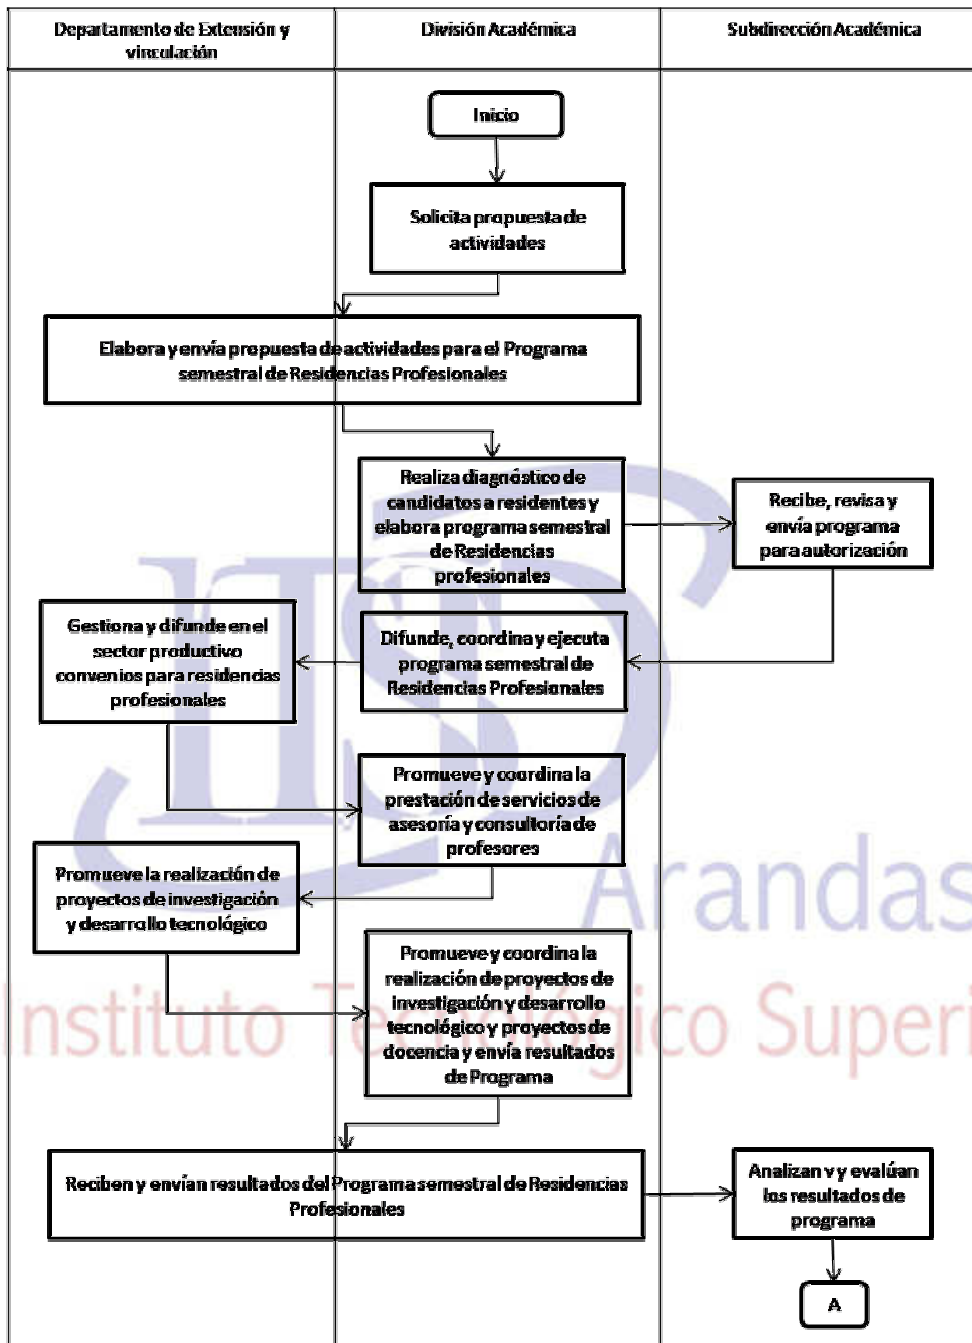 Departamento de Extensión y
vinculación
División Académica
Subdirección Académica
Inicio
Solicita propuesta de
actividades
Elabora y envía propuesta de actividades para el Programa
semestral de Residencias Profesionales
Realiza diagnóstico de
candidatos a residentes y
elabora programa semestral
de Residencias
profesionales
Recibe, revisa y
envía programa
para autorización
Gestiona y difunde en el
sector productivo
convenios para residencias
profesionales
Difunde, coordina y ejecuta
programa semestral de
Residencias Profesionales
Promueve y coordina la
prestación de servicios de
asesoría y consultoría de
profesores
Promueve la realización de
proyectos de investigación
y desarrollo tecnológico
Arandas
Promueve y coordina la
realización de proyectos de
investigación y desarrollo
tecnológico y proyectos de
docencia y envía resultados
de Programa
Instituto Tecnológico Superi
Reciben y envían resultados del Programa semestral de Residencias
Profesionales
Analizan y y evalúan
los resultados de
programa
A